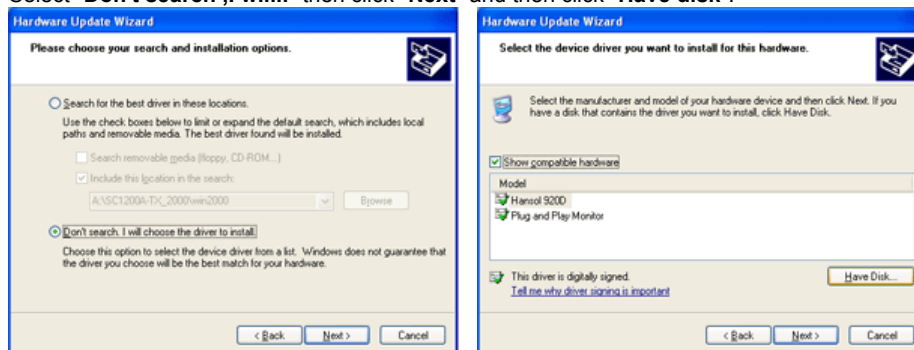 Select "Don't search ,I will." then click "Next" and then click "Have disk".
Hardware Update Wizard
Please choose your search and installation options.
Search for the best driver in these locations.
Use the check boxes below to limit or expand the default search, which includes local
paths and removable media. The best driver found will be installed.
Search removable media (floppy, CD-ROM...)
Include this location in the search:
A:\SC1200A-TX_2000\win2000
Browse
Don't search. I will choose the driver to install.
Choose this option to select the device driver from a list. Windows does not guarantee that
the driver you choose will be the best match for your hardware.
< Back
Next >
Cancel
Hardware Update Wizard
Select the device driver you want to install for this hardware.
Select the manufacturer and model of your hardware device and then click Next. If you
have a disk that contains the driver you want to install, click Have Disk.
Show compatible hardware
Model
Hansol 920D
Plug and Play Monitor
This driver is digitally signed.
Tell me why driver signing is important
Have Disk...
< Back
Next >
Cancel